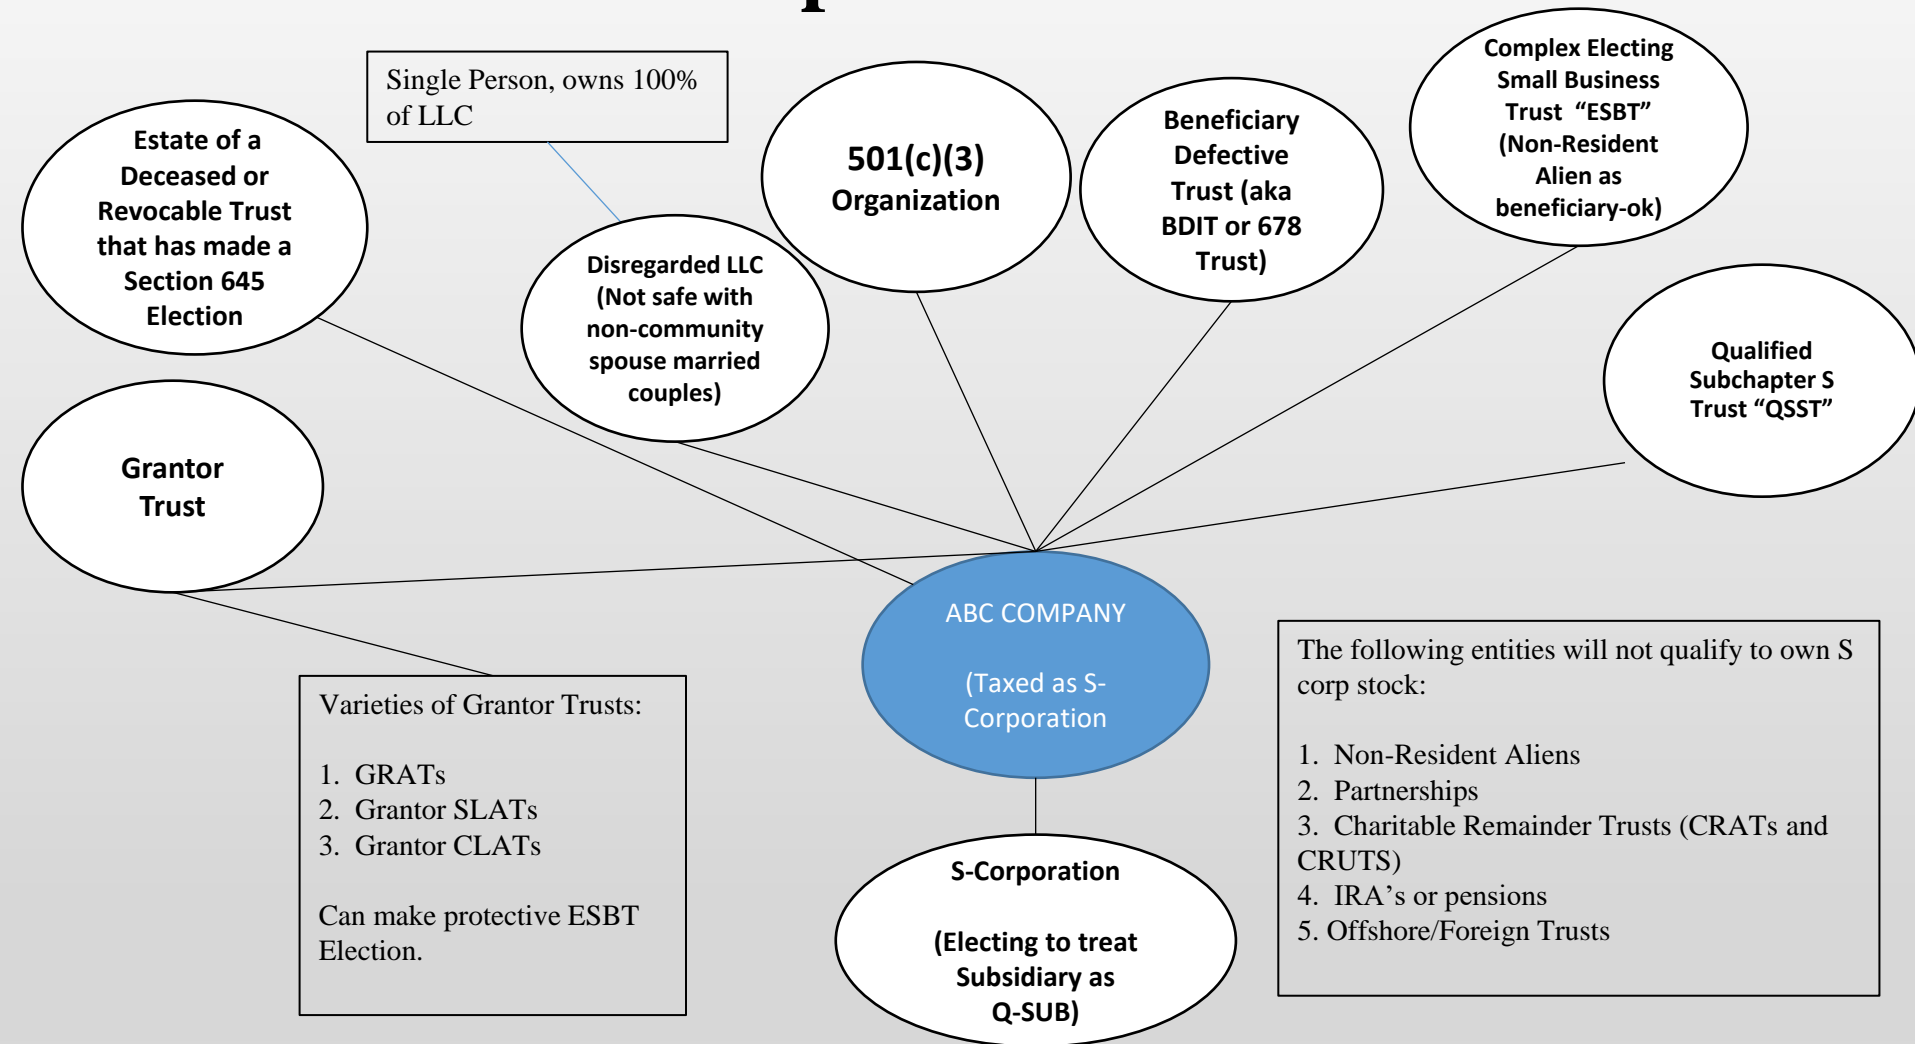 Single Person, owns 100%
of LLC
Estate of a
Deceased or
Revocable Trust
that has made a
Section 645
Election
Disregarded LLC
(Not safe with
non-community
spouse married
couples)
501(c)(3)
Organization
Beneficiary
Defective
Trust (aka
BDIT or 678
Trust)
Complex Electing
Small Business
Trust “ESBT”
(Non-Resident
Alien as
beneficiary-ok)
Qualified
Subchapter S
Trust “QSST”
Grantor
Trust
ABC COMPANY
(Taxed as S-
Corporation
Varieties of Grantor Trusts:
1. GRATs
2. Grantor SLATs
3. Grantor CLATs
Can make protective ESBT
Election.
S-Corporation
(Electing to treat
Subsidiary as
Q-SUB)
The following entities will not qualify to own S
corp stock:
1. Non-Resident Aliens
2. Partnerships
3. Charitable Remainder Trusts (CRATs and
CRUTS)
4. IRA’s or pensions
5. Offshore/Foreign Trusts